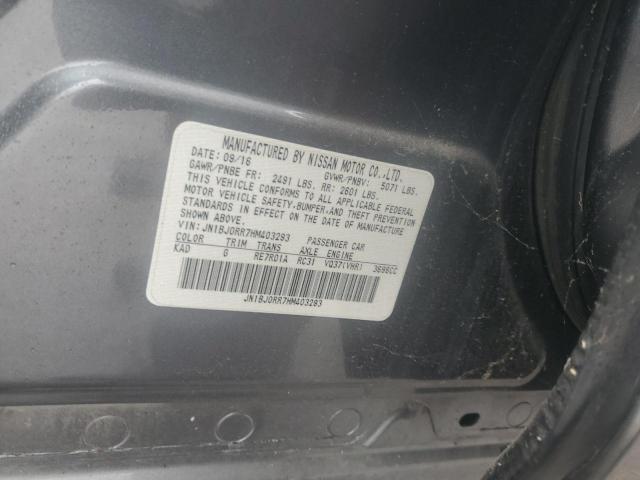 MANUFACTURED BY NISSAN MOTOR CO.,LTD.
DATE: 09/16 GVWR/PNBV: 5071 LBS.
GAWR/PNBE FR: 2491 LBS. RR: 2601 LBS.
THIS VEHICLE CONFORMS TO ALL APPLICABLE FEDERAL
MOTOR VEHICLE SAFETY,BUMPER,AND THEFT PREVENTION
STANDARDS IN EFFECT ON THE DATE OF MANUFACTURE
SHOWN ABOVE.
VIN: JN1BJ0RR7HM403293 PASSENGER CAR
COLOR TRIM TRANS AXLE ENGINE
KAD G RE7R01A RC31 VQ37(VHR) 3696CC
JN1BJ0RR7HM403293